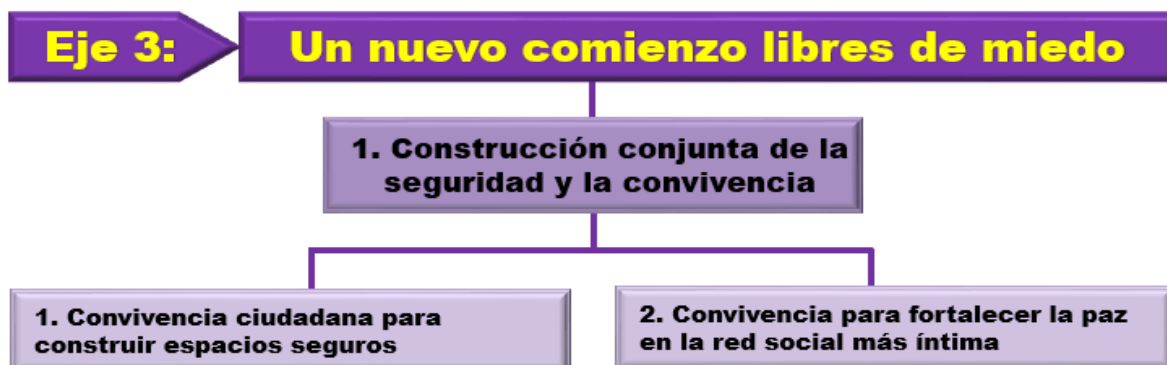 Eje 3:
Un nuevo comienzo libres de miedo
1. Construcción conjunta de la
seguridad y la convivencia
1. Convivencia ciudadana para
construir espacios seguros
2. Convivencia para fortalecer la paz
en la red social más íntima